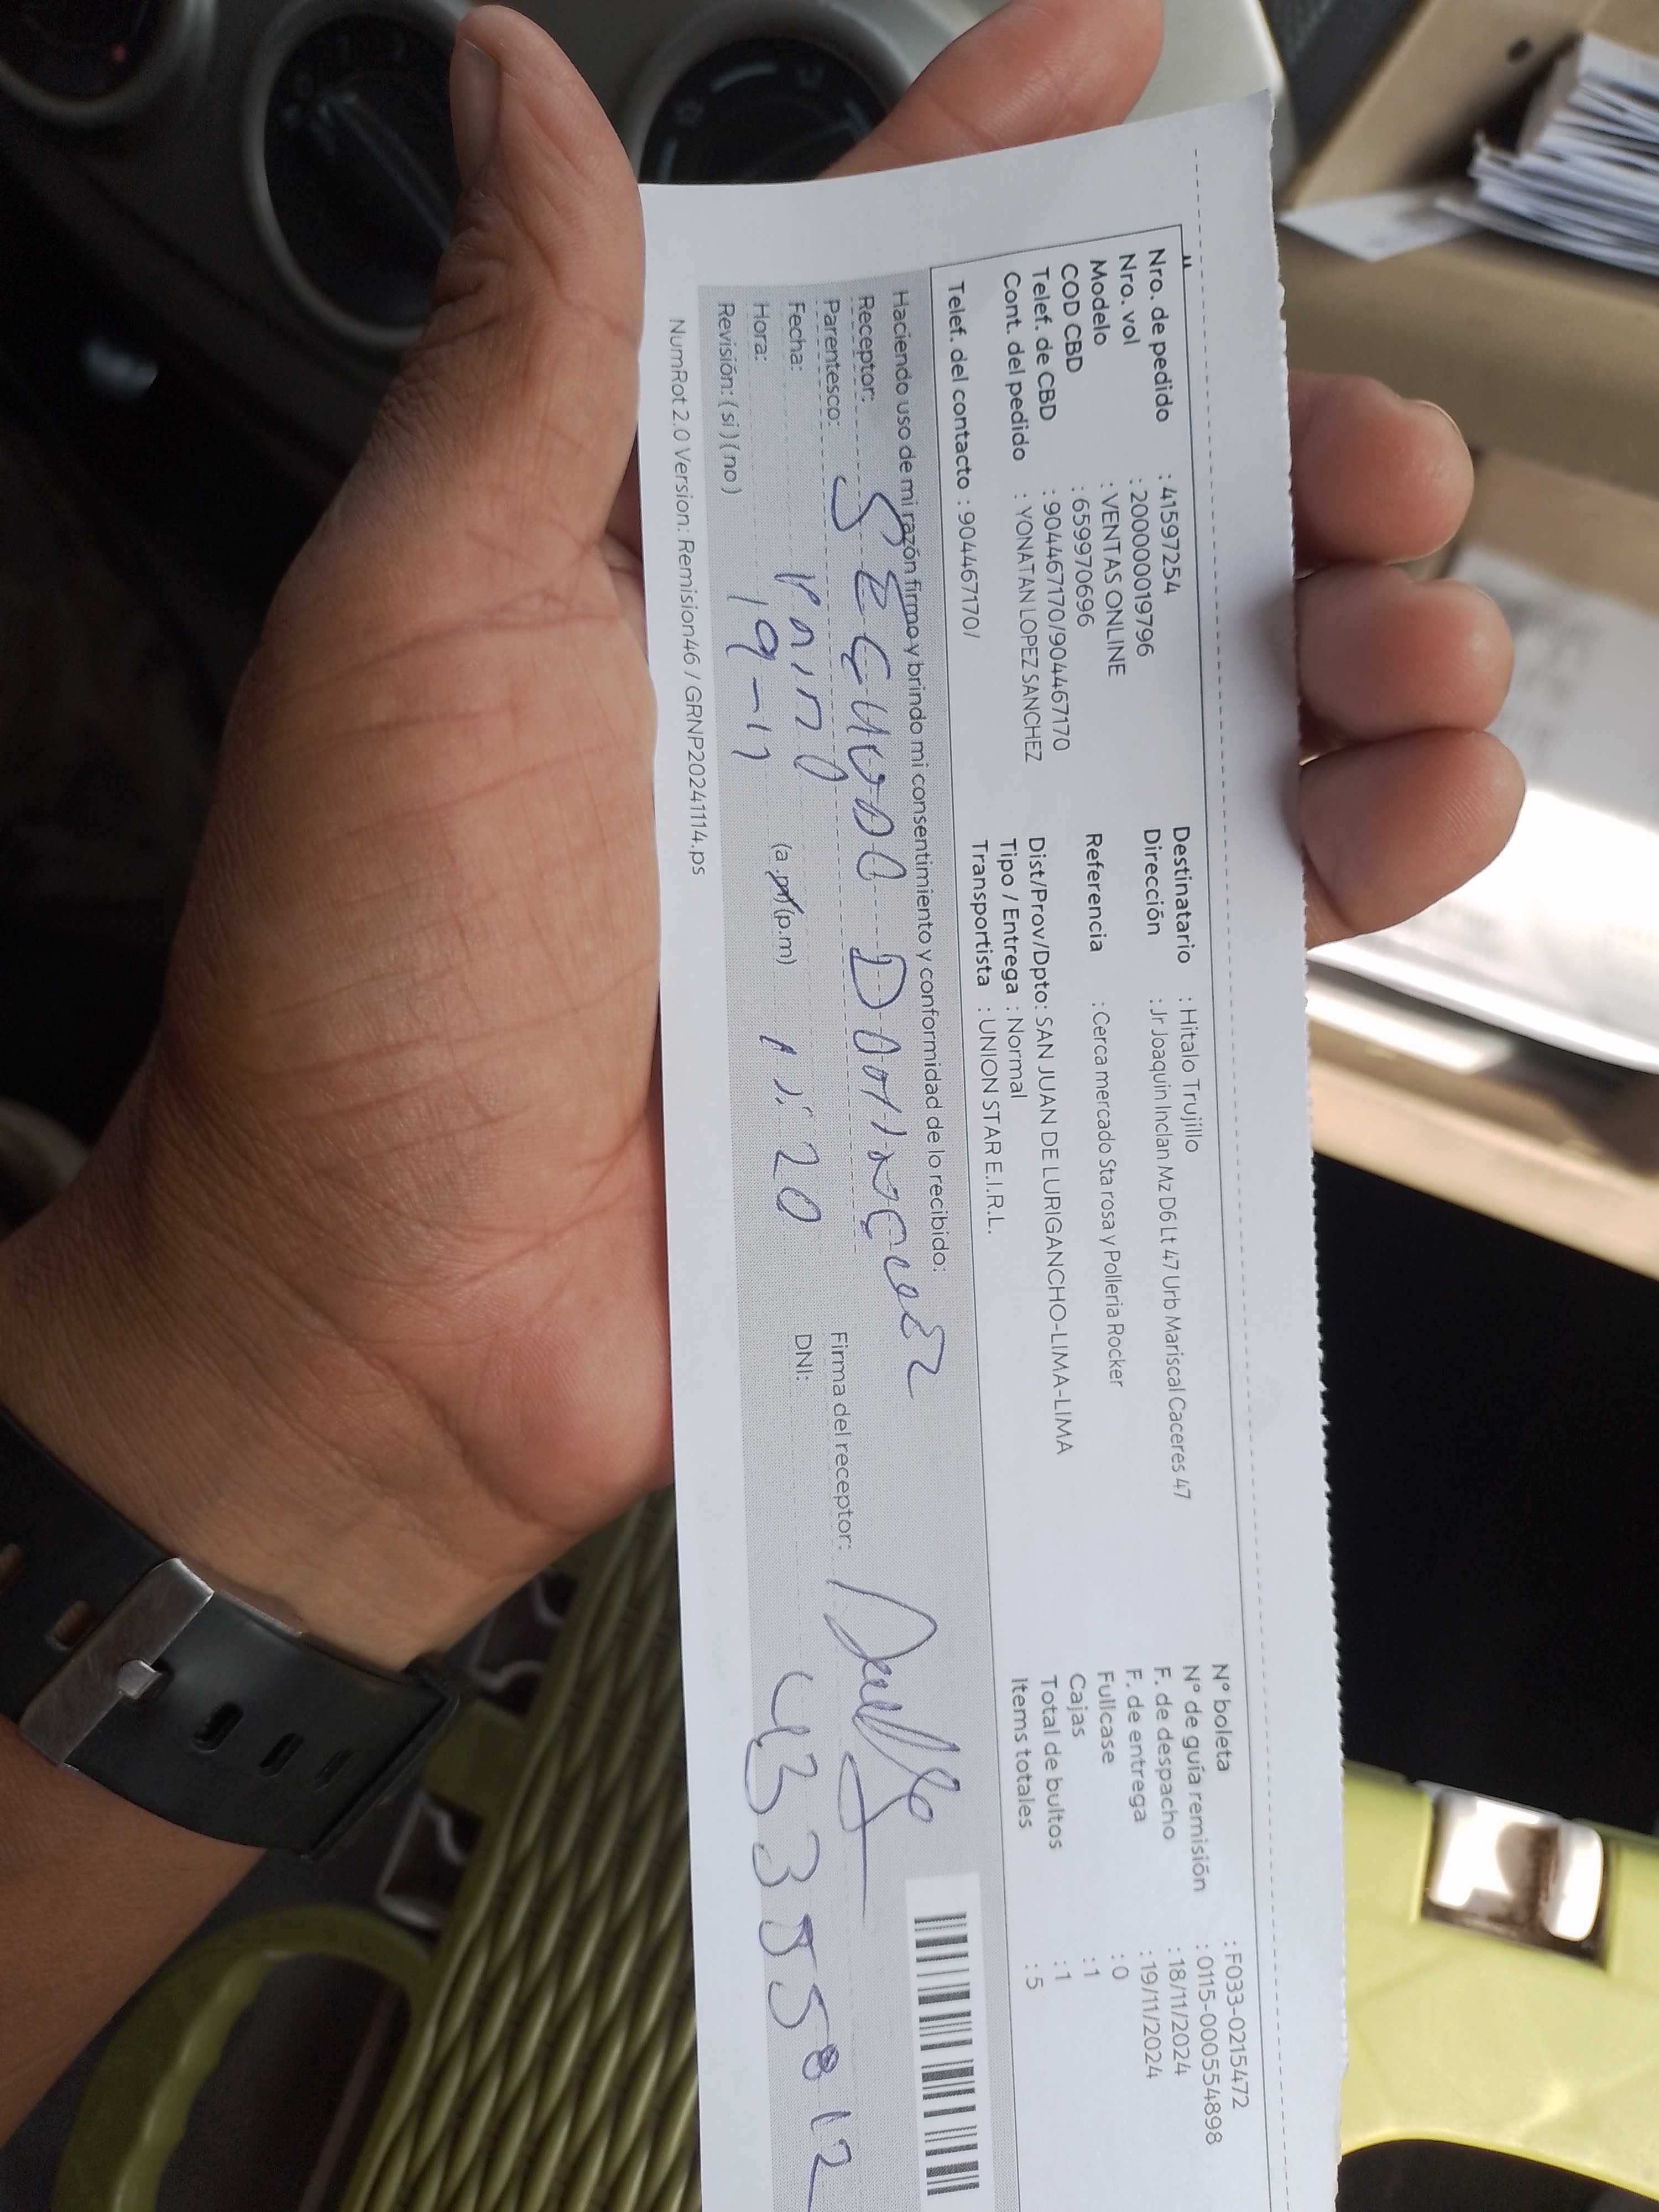 Nro. de pedido : 41597254
Nro. vol : 2000000019796
Modelo : VENTAS ONLINE
COD CBD : 659970696
Telef. de CBD : 904467170/904467170
Cont. del pedido : YONATAN LOPEZ SANCHEZ
Telef. del contacto : 904467170/
Destinatario : Hitalo Trujillo
Dirección : Jr Joaquin Inclan Mz D6 Lt 47 Urb Mariscal Caceres 47
Referencia : Cerca mercado Sta rosa y Polleria Rocker
Dist/Prov/Dpto: SAN JUAN DE LURIGANCHO-LIMA-LIMA
Tipo / Entrega : Normal
Transportista : UNION STAR E.I.R.L.
N° boleta : F033-0215472
N° de guía remisión : 0115-000554898
F. de despacho : 18/11/2024
F. de entrega : 19/11/2024
Fullcase : 0
Cajas : 1
Total de bultos : 1
Items totales : 5
Haciendo uso de mi razón firmo y brindo mi consentimiento y conformidad de lo recibido:
Receptor: SEGUNDO DOMINGUEZ
Parentesco:
Fecha: PRIMO
Hora: 19-11 (a.m) (p.m) 1:20
Revisión: ( si ) ( no )
Firma del receptor:
DNI: 43385812
NumRot 2.0 Version: Remision46 / GRNP20241114.ps